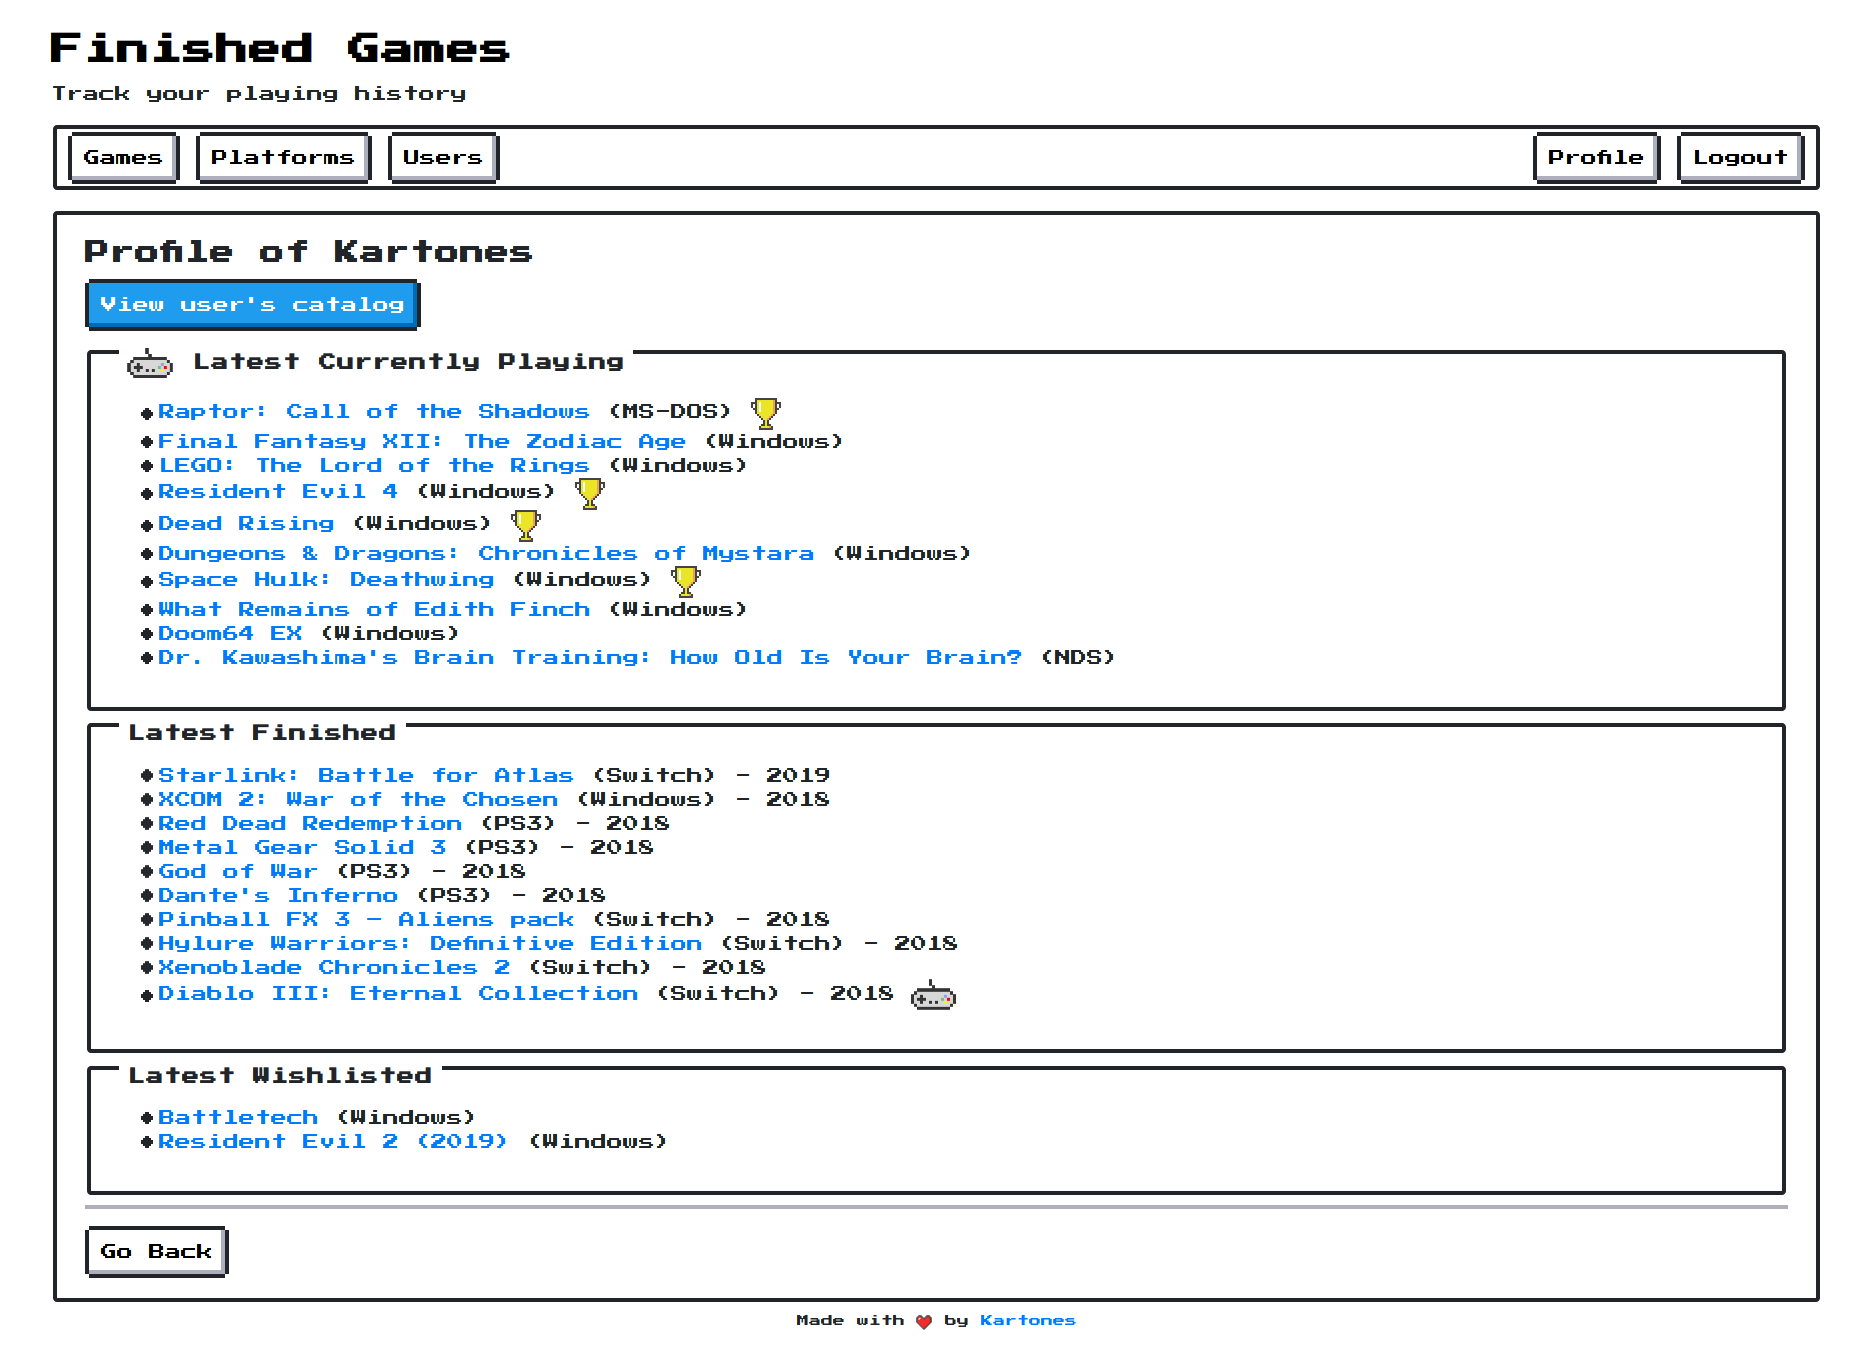 Finished Games
Track your playing history
Games Platforms Users Profile Logout
Profile of Kartones
View user's catalog
Latest Currently Playing
Raptor: Call of the Shadows (MS-DOS)
Final Fantasy XII: The Zodiac Age (Windows)
LEGO: The Lord of the Rings (Windows)
Resident Evil 4 (Windows)
Dead Rising (Windows)
Dungeons & Dragons: Chronicles of Mystara (Windows)
Space Hulk: Deathwing (Windows)
What Remains of Edith Finch (Windows)
Doom64 EX (Windows)
Dr. Kawashima's Brain Training: How Old Is Your Brain? (NDS)
Latest Finished
Starlink: Battle for Atlas (Switch) - 2019
XCOM 2: War of the Chosen (Windows) - 2018
Red Dead Redemption (PS3) - 2018
Metal Gear Solid 3 (PS3) - 2018
God of War (PS3) - 2018
Dante's Inferno (PS3) - 2018
Pinball FX 3 - Aliens pack (Switch) - 2018
Hylure Warriors: Definitive Edition (Switch) - 2018
Xenoblade Chronicles 2 (Switch) - 2018
Diablo III: Eternal Collection (Switch) - 2018
Latest Wishlisted
Battletech (Windows)
Resident Evil 2 (2019) (Windows)
Go Back
Made with ❤ by Kartones